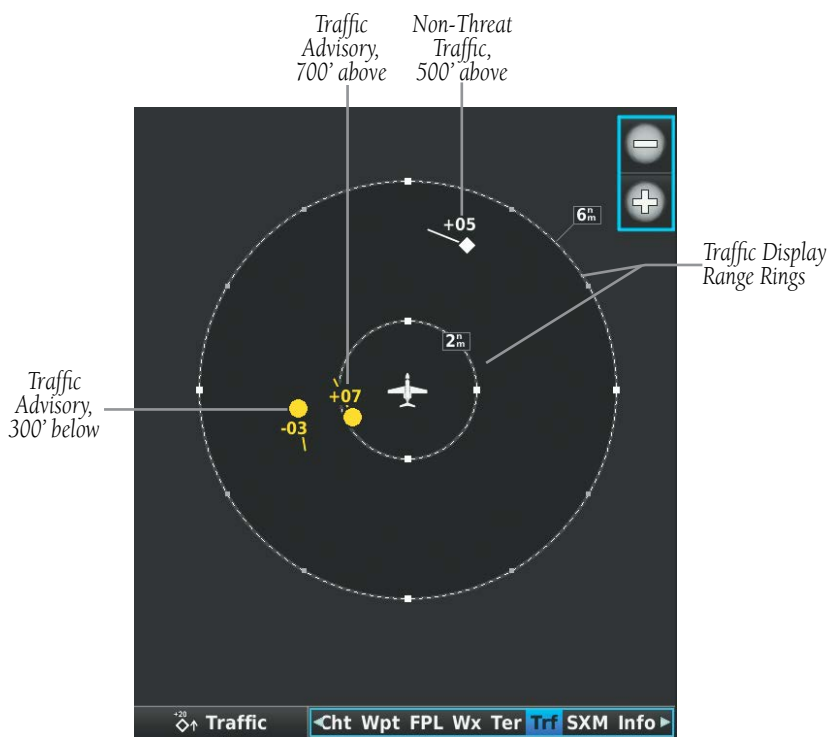 Traffic
Advisory,
700’ above
Non-Threat
Traffic,
500’ above
+05
6nm
Traffic Display
Range Rings
2nm
Traffic
Advisory,
300’ below
+07
-03
+20
Traffic
Cht Wpt FPL Wx Ter Trf SXM Info